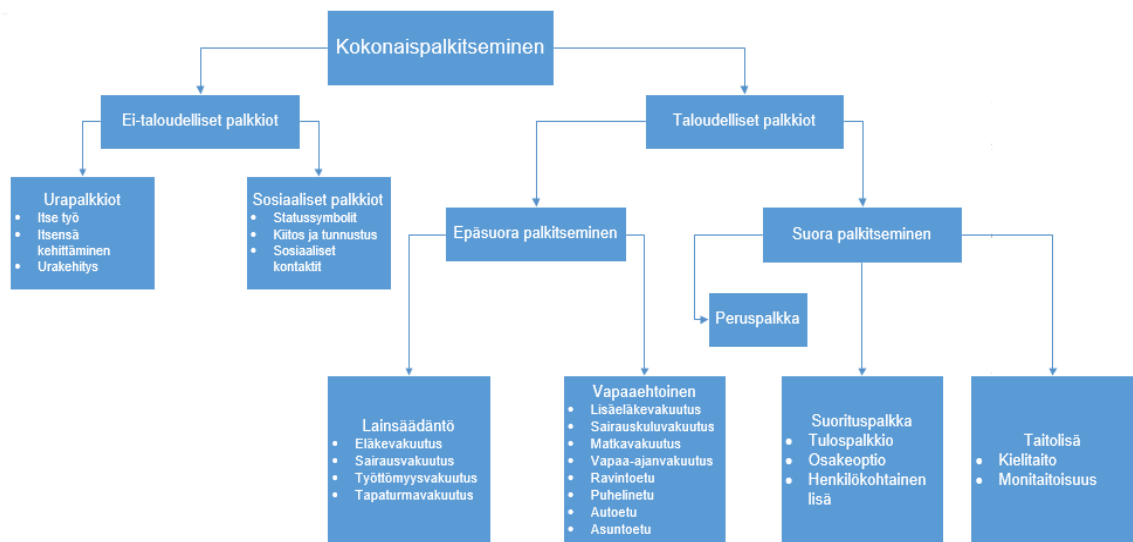 Kokonaispalkitseminen
Ei-taloudelliset palkkiot
Taloudelliset palkkiot
Urapalkkiot
• Itse työ
• Itsensä
kehittäminen
• Urakehitys
Sosiaaliset palkkiot
• Statussymbolit
• Kiitos ja tunnustus
• Sosiaaliset
kontaktit
Epäsuora palkitseminen
Suora palkitseminen
Peruspalkka
Lainsäädäntö
• Eläkevakuutus
• Sairausvakuutus
• Työttömyysvakuutus
• Tapaturmavakuutus
Vapaaehtoinen
• Lisäeläkevakuutus
• Sairauskuluvakuutus
• Matkavakuutus
• Vapaa-ajanvakuutus
• Ravintoetu
• Puhelinetu
• Autoetu
• Asuntoetu
Suorituspalkka
• Tulospalkkio
• Osakeoptio
• Henkilökohtainen
lisä
Taitolisä
• Kielitaito
• Monitaitoisuus